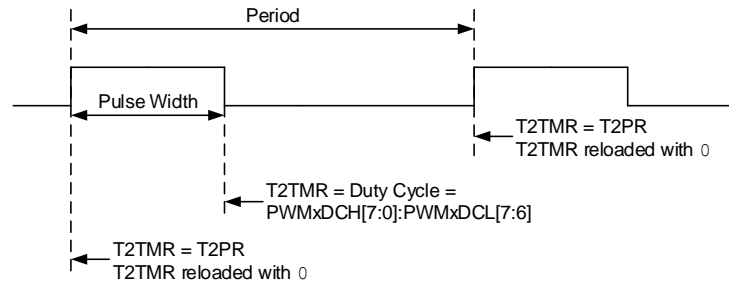 Period
Pulse Width
T2TMR = T2PR
T2TMR reloaded with 0
T2TMR = Duty Cycle =
PWMxDCH[7:0]:PWMxDCL[7:6]
T2TMR = T2PR
T2TMR reloaded with 0